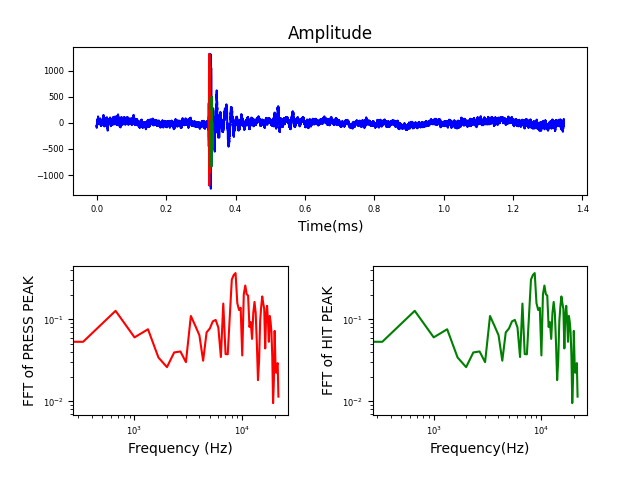 Amplitude
1000
500
0
−500
−1000
0.0 0.2 0.4 0.6 0.8 1.0 1.2 1.4
Time(ms)
FFT of PRESS PEAK
10⁻¹
10⁻²
10³ 10⁴
Frequency (Hz)
FFT of HIT PEAK
10⁻¹
10⁻²
10³ 10⁴
Frequency(Hz)